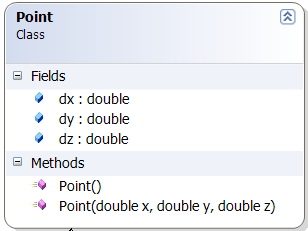 Point
Class
Fields
dx : double
dy : double
dz : double
Methods
Point()
Point(double x, double y, double z)